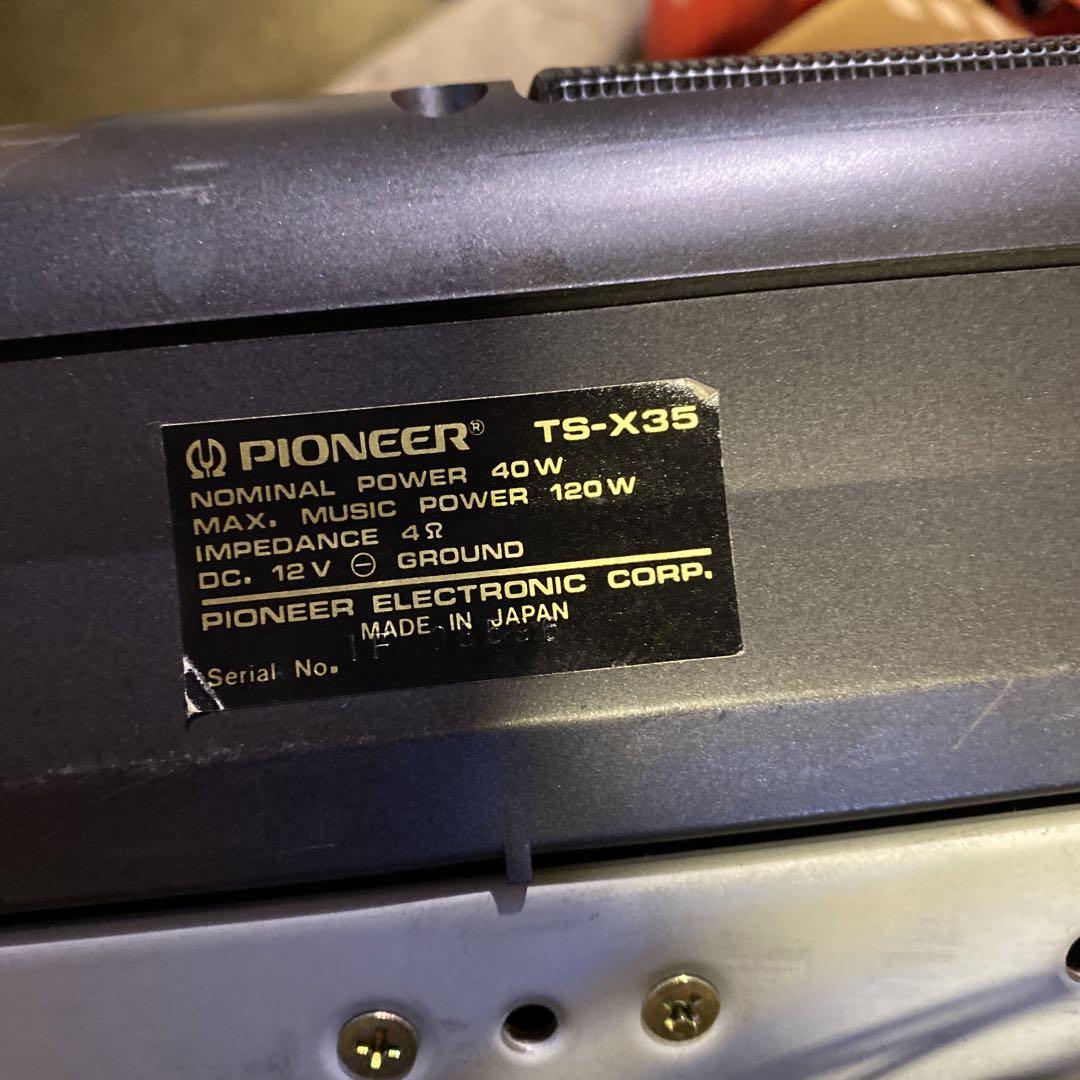 PIONEER® TS-X35
NOMINAL POWER 40W
MAX. MUSIC POWER 120W
IMPEDANCE 4Ω
DC. 12V ⊖ GROUND
PIONEER ELECTRONIC CORP.
MADE IN JAPAN
Serial No.